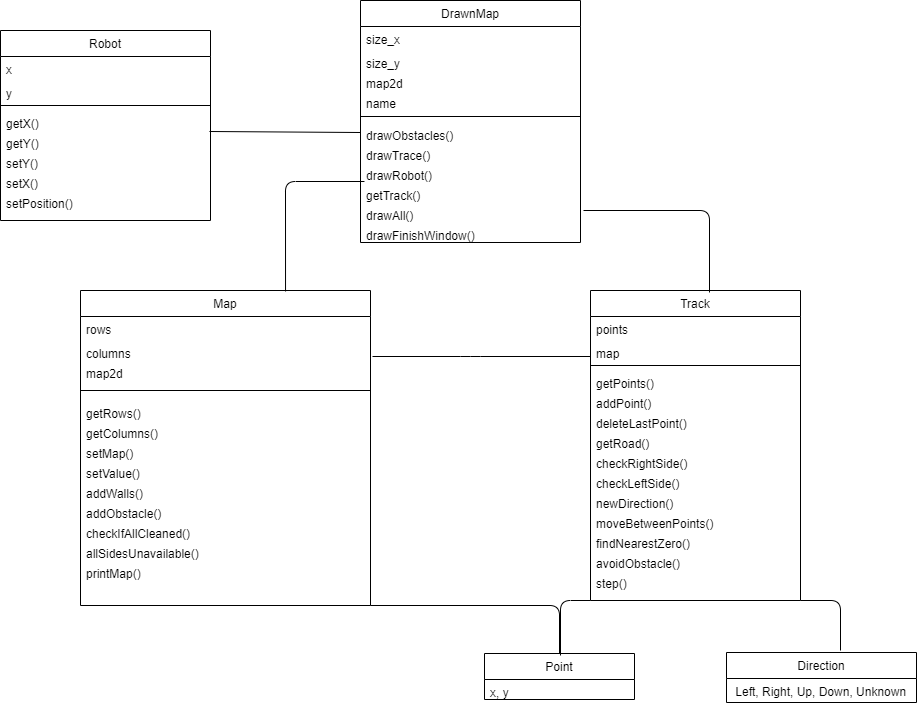 DrawnMap
size_x
size_y
map2d
name
drawObstacles()
drawTrace()
drawRobot()
getTrack()
drawAll()
drawFinishWindow()
Robot
x
y
getX()
getY()
setY()
setX()
setPosition()
Map
rows
columns
map2d
getRows()
getColumns()
setMap()
setValue()
addWalls()
addObstacle()
checkIfAllCleaned()
allSidesUnavailable()
printMap()
Track
points
map
getPoints()
addPoint()
deleteLastPoint()
getRoad()
checkRightSide()
checkLeftSide()
newDirection()
moveBetweenPoints()
findNearestZero()
avoidObstacle()
step()
Point
x, y
Direction
Left, Right, Up, Down, Unknown